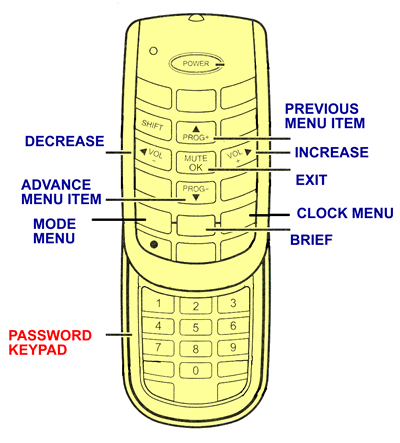 POWER
PREVIOUS
MENU ITEM
SHIFT
PROG+
DECREASE
VOL
-
MUTE
OK
VOL
+
INCREASE
EXIT
ADVANCE
MENU ITEM
PROG-
MODE
MENU
CLOCK MENU
BRIEF
PASSWORD
KEYPAD
1 2 3
4 5 6
7 8 9
0